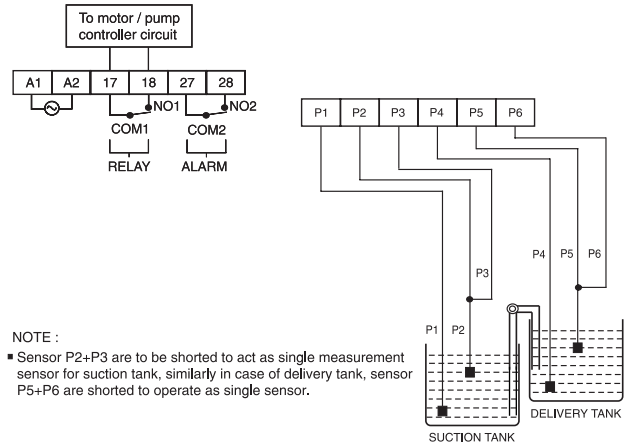 To motor / pump
controller circuit
A1 A2 17 18 27 28
NO1 NO2
COM1 COM2
RELAY ALARM
P1 P2 P3 P4 P5 P6
P4 P5 P6
P3
P1 P2
NOTE :
▪ Sensor P2+P3 are to be shorted to act as single measurement
sensor for suction tank, similarly in case of delivery tank, sensor
P5+P6 are shorted to operate as single sensor.
DELIVERY TANK
SUCTION TANK